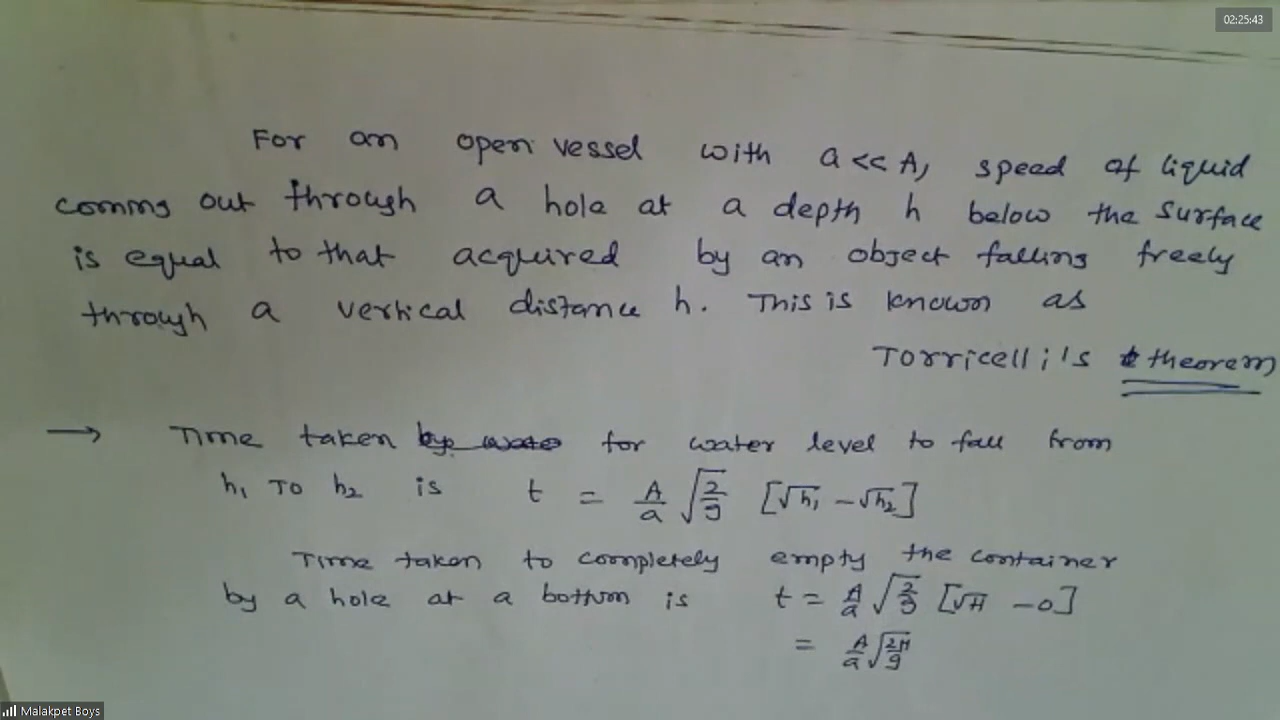 02:25:43
For an open vessel with a << A, speed of liquid
coming out through a hole at a depth h below the surface
is equal to that acquired by an object falling freely
through a vertical distance h. This is known as
Torricelli's theorem
→ Time taken for water level to fall from
h₁ To h₂ is t = A/a √(2/g) [√h₁ - √h₂]
Time taken to completely empty the container
by a hole at a bottom is t = A/a √(2/g) [√H - 0]
= A/a √(2H/g)
Malakpet Boys